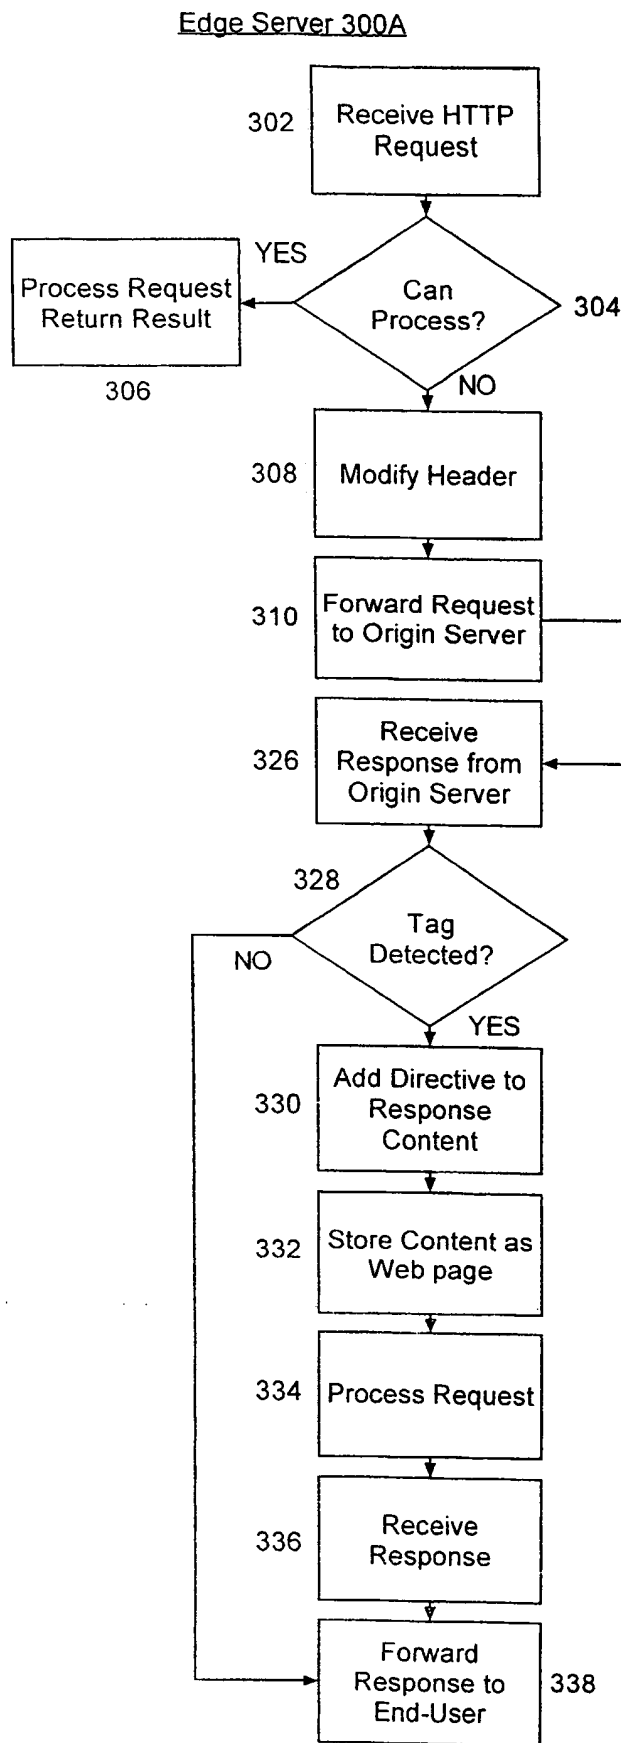 Edge Server 300A
302
Receive HTTP
Request
YES
Process Request
Return Result
306
Can
Process?
304
NO
308
Modify Header
310
Forward Request
to Origin Server
326
Receive
Response from
Origin Server
328
Tag
Detected?
NO
YES
330
Add Directive to
Response
Content
332
Store Content as
Web page
334
Process Request
336
Receive
Response
Forward
Response to
End-User
338